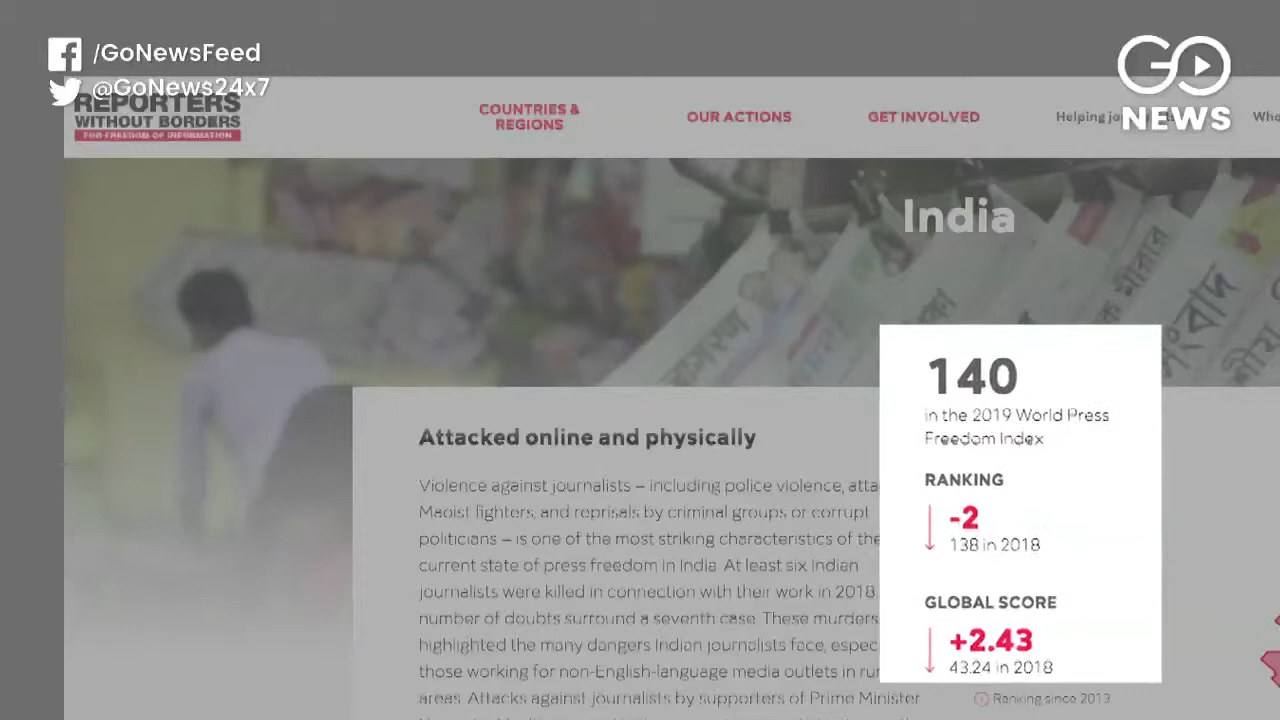 /GoNewsFeed
@GoNews24x7
GO
NEWS
REPORTERS
WITHOUT BORDERS
FOR FREEDOM OF INFORMATION
COUNTRIES &
REGIONS
OUR ACTIONS
GET INVOLVED
Helping
India
সংবাদ
140
in the 2019 World Press
Freedom Index
RANKING
-2
138 in 2018
GLOBAL SCORE
+2.43
43.24 in 2018
Ranking since 2013
Attacked online and physically
Violence against journalists – including police violence,
Maoist fighters, and reprisals by criminal groups or corrupt
politicians – is one of the most striking characteristics of the
current state of press freedom in India. At least six Indian
journalists were killed in connection with their work in 2018.
number of doubts surround a seventh case. These murders
highlighted the many dangers Indian journalists face,
those working for non-English-language media outlets in
areas. Attacks against journalists by supporters of Prime Minister